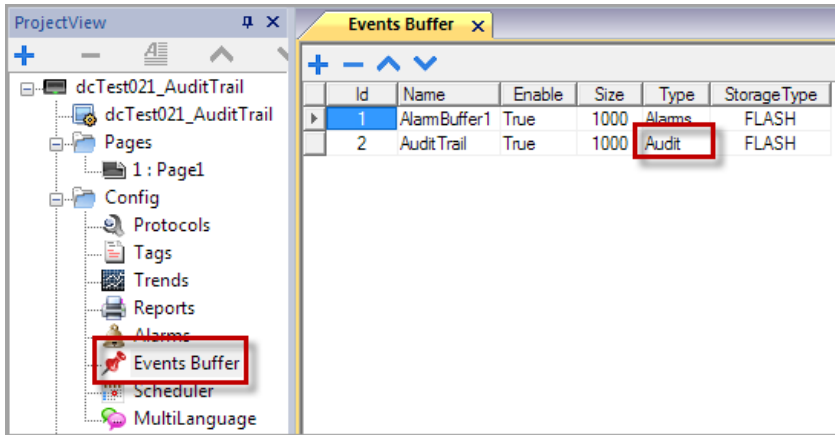 ProjectView
Events Buffer
dcTest021_AuditTrail
dcTest021_AuditTrail
Pages
1 : Page1
Config
Protocols
Tags
Trends
Reports
Alarms
Events Buffer
Scheduler
MultiLanguage
Id Name Enable Size Type StorageType
1 AlarmBuffer1 True 1000 Alarms FLASH
2 AuditTrail True 1000 Audit FLASH